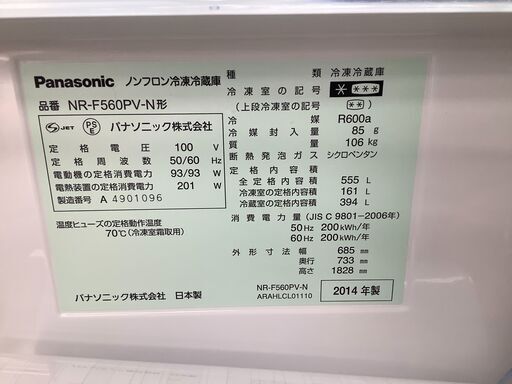 Panasonic ノンフロン冷凍冷蔵庫
品番 NR-F560PV-N形
S JET PSE パナソニック株式会社
定格電圧 100 V
定格周波数 50/60 Hz
電動機の定格消費電力 93/93 W
電熱装置の定格消費電力 201 W
製造番号 A 4901096
温度ヒューズの定格動作温度
70℃(冷凍室霜取用)
パナソニック株式会社 日本製
種類 冷凍冷蔵庫
冷凍室の記号 * ***
(上段冷凍室の記号 **)
冷媒 R600a
冷媒封入量 85 g
質量 106 kg
断熱発泡ガス シクロペンタン
定格内容積
全定格内容積 555 L
冷凍室の定格内容積 161 L
冷蔵室の定格内容積 394 L
消費電力量 (JIS C 9801-2006年)
50Hz 200kWh/年
60Hz 200kWh/年
外形寸法 幅 685 mm
奥行 733 mm
高さ 1828 mm
NR-F560PV-N
ARAHLCL01110
2014年製